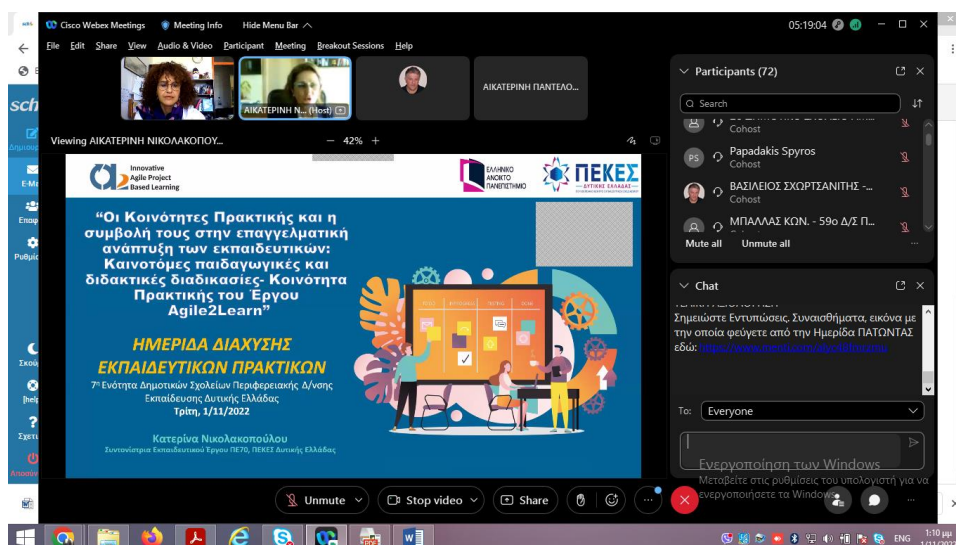 Cisco Webex Meetings
Meeting Info
Hide Menu Bar
05:19:04
File Edit Share View Audio & Video Participant Meeting Breakout Sessions Help
ΑΙΚΑΤΕΡΙΝΗ Ν... (Host)
ΑΙΚΑΤΕΡΙΝΗ ΠΑΝΤΕΛΟ...
Viewing ΑΙΚΑΤΕΡΙΝΗ ΝΙΚΟΛΑΚΟΠΟΥ...
— 42% +
Innovative
Agile Project
Based Learning
ΕΛΛΗΝΙΚΟ
ΑΝΟΙΚΤΟ
ΠΑΝΕΠΙΣΤΗΜΙΟ
ΠΕΚΕΣ
ΔΥΤΙΚΗΣ ΕΛΛΑΔΑΣ
“Οι Κοινότητες Πρακτικής και η
συμβολή τους στην επαγγελματική
ανάπτυξη των εκπαιδευτικών:
Καινοτόμες παιδαγωγικές και
διδακτικές διαδικασίες- Κοινότητα
Πρακτικής του Έργου
Agile2Learn”
ΗΜΕΡΙΔΑ ΔΙΑΧΥΣΗΣ
ΕΚΠΑΙΔΕΥΤΙΚΩΝ ΠΡΑΚΤΙΚΩΝ
7η Ενότητα Δημοτικών Σχολείων Περιφερειακής Δ/νσης
Εκπαίδευσης Δυτικής Ελλάδας
Τρίτη, 1/11/2022
Κατερίνα Νικολακοπούλου
Συντονίστρια Εκπαιδευτικού Έργου ΠΕ70, ΠΕΚΕΣ Δυτικής Ελλάδας
Participants (72)
Search
Cohost
PS Papadakis Spyros
Cohost
ΒΑΣΙΛΕΙΟΣ ΣΧΟΡΤΣΑΝΙΤΗΣ -...
Cohost
ΜΠΑΛΛΑΣ ΚΩΝ. - 59ο Δ/Σ Π...
Cohost
Mute all Unmute all
Chat
Σημειώστε Εντυπώσεις. Συναισθήματα, εικόνα με
την οποία φεύγετε από την Ημερίδα ΠΑΤΩΝΤΑΣ
εδώ:
To: Everyone
Ενεργοποίηση των Windows
Μεταβείτε στις ρυθμίσεις του υπολογιστή για να
ενεργοποιήσετε τα Windows.
Unmute
Stop video
Share
ENG
1:10 μμ